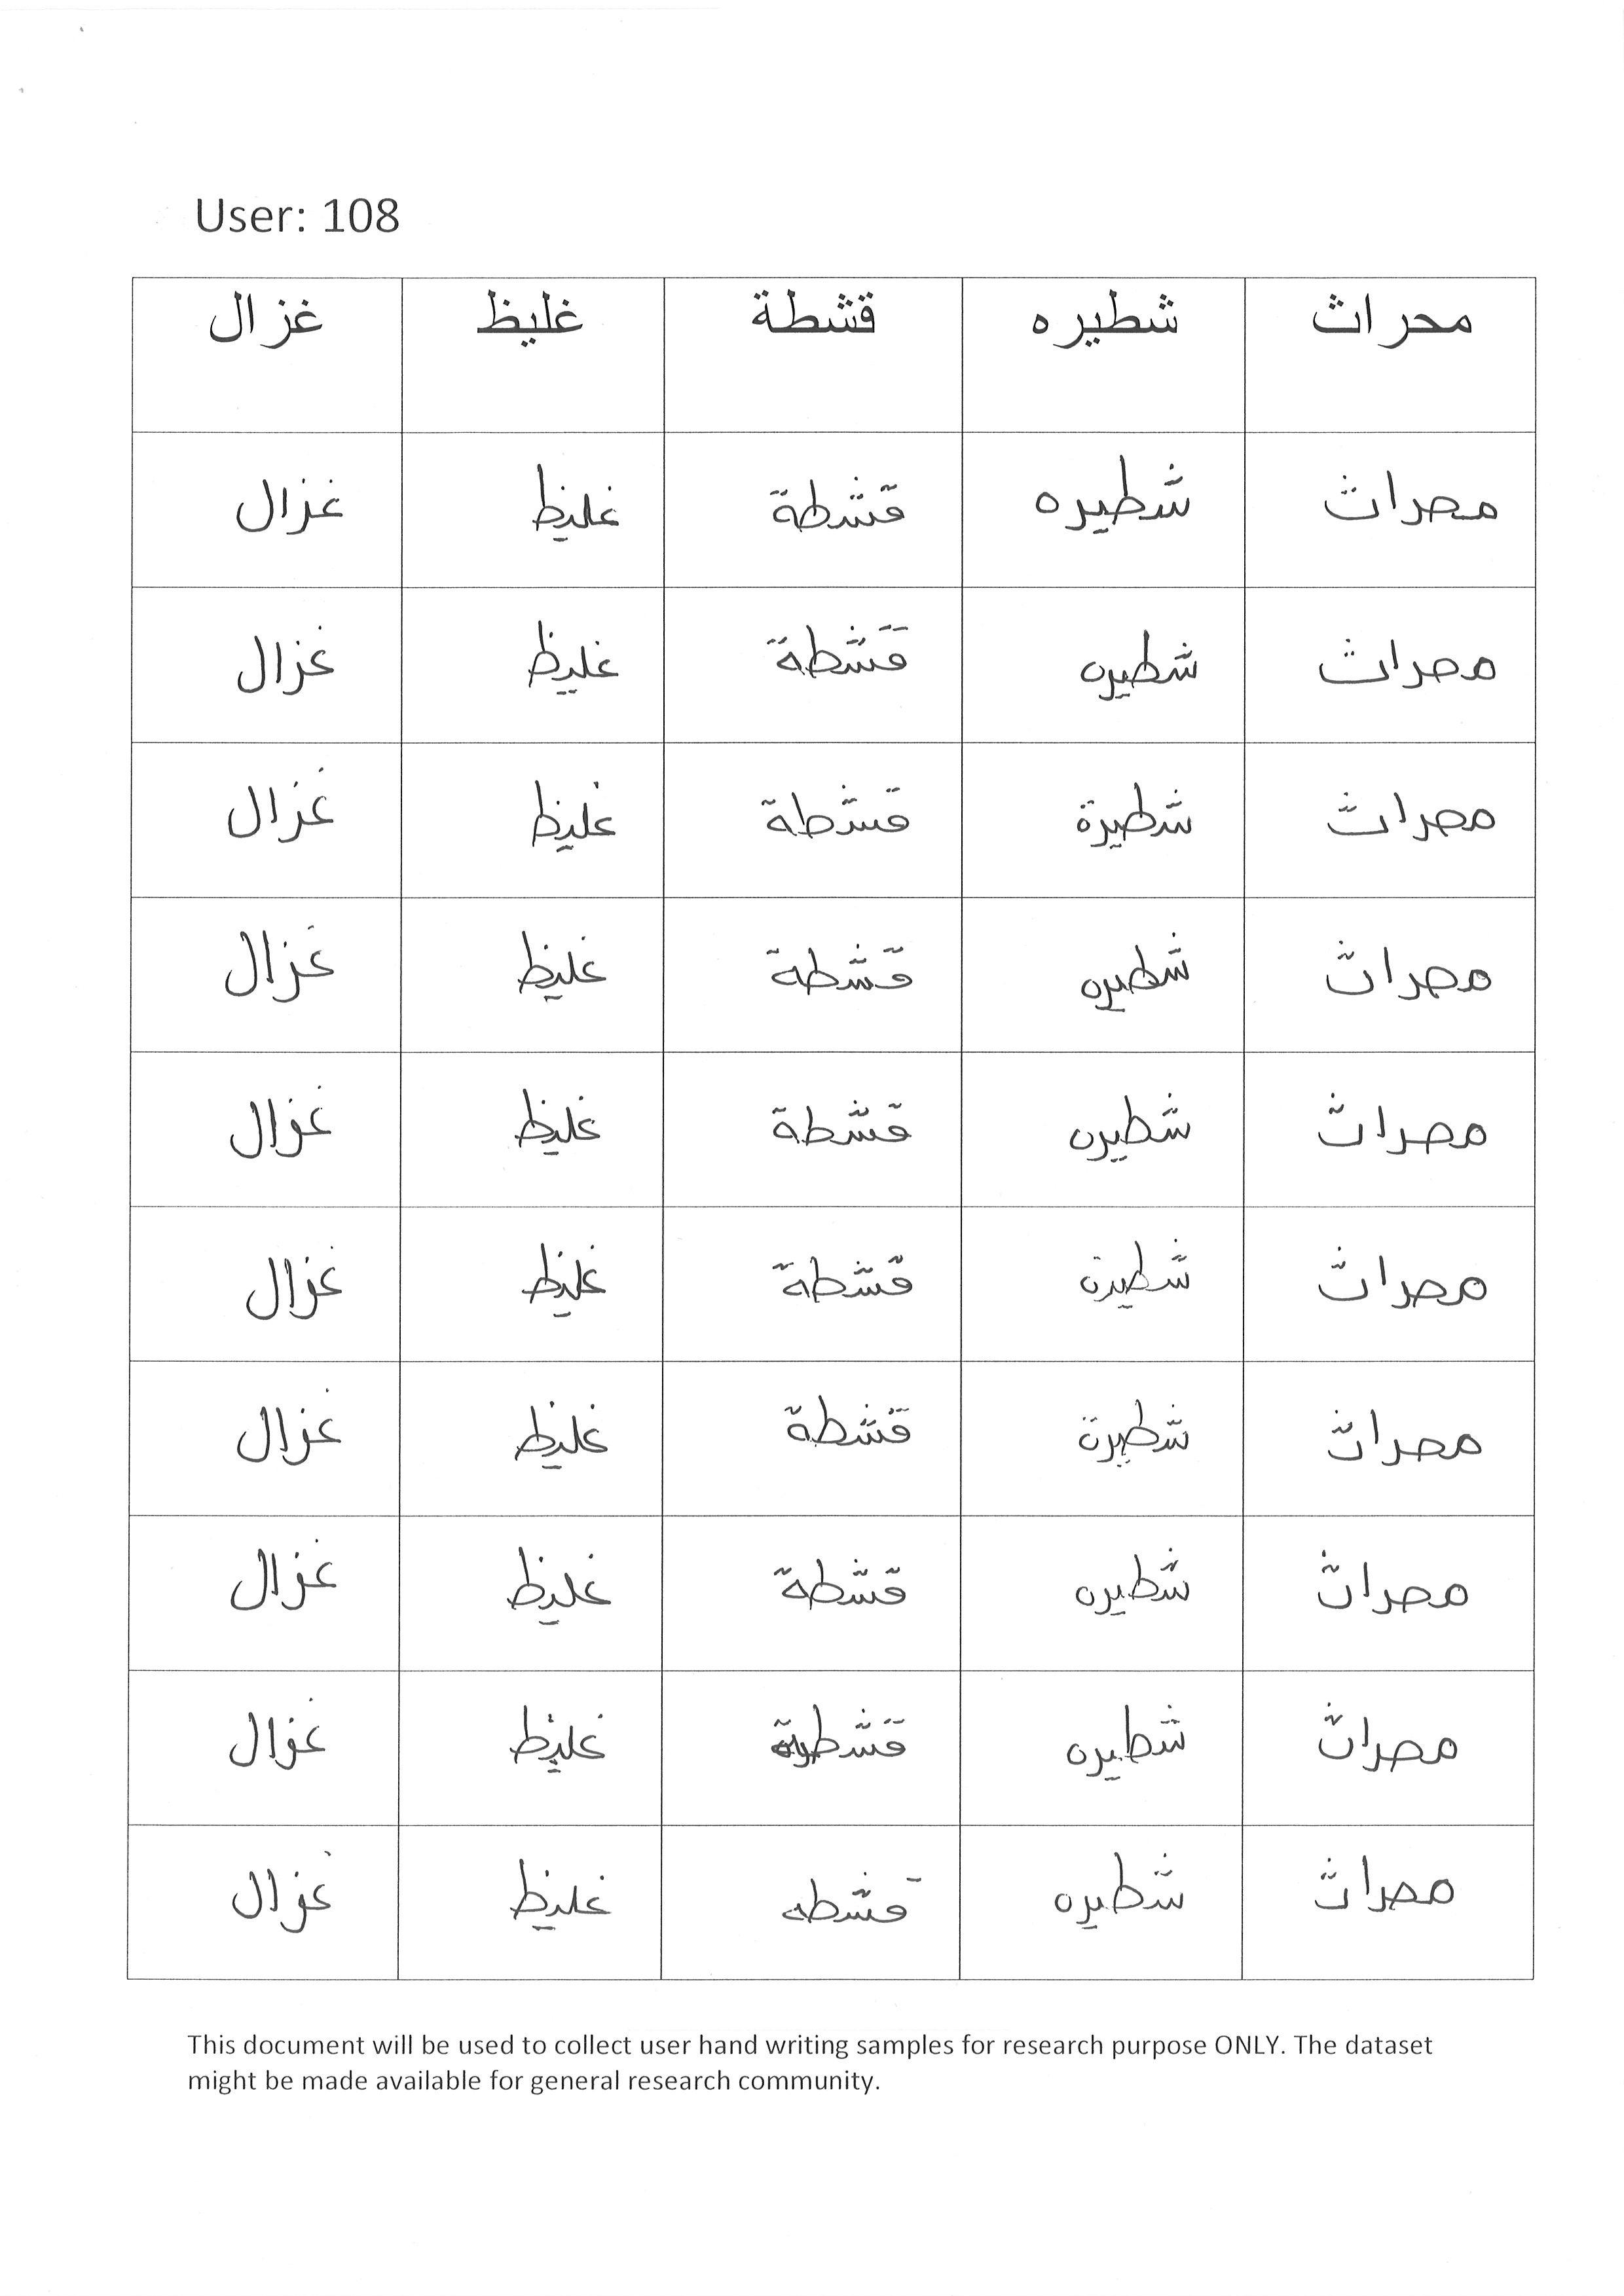 User: 108
محراث شطيره قشطة غليظ غزال
محراث شطيره قشطة غليظ غزال
محراث شطيره قشطة غليظ غزال
محراث شطيرة قشطة غليظ غزال
محراث شطيره قشطة غليظ غزال
محراث شطيره قشطة غليظ غزال
محراث شطيرة قشطة غليظ غزال
محراث شطيرة قشطة غليظ غزال
محراث شطيره قشطة غليظ غزال
محراث شطيره قشطة غليظ غزال
محراث شطيره قشطه غليظ غزال
This document will be used to collect user hand writing samples for research purpose ONLY. The dataset
might be made available for general research community.